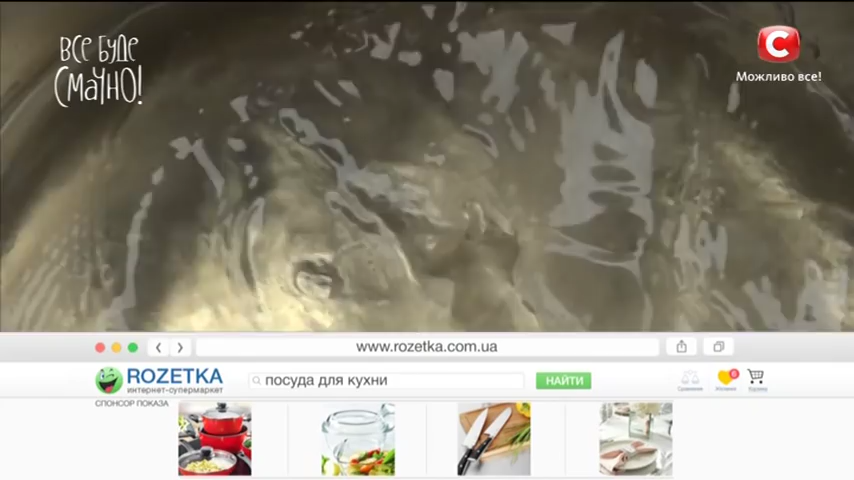 ВСЕ БУДЕ
СМАЧНО!
С
Можливо все!
www.rozetka.com.ua
ROZETKA
интернет-супермаркет
посуда для кухни
НАЙТИ
СПОНСОР ПОКАЗА